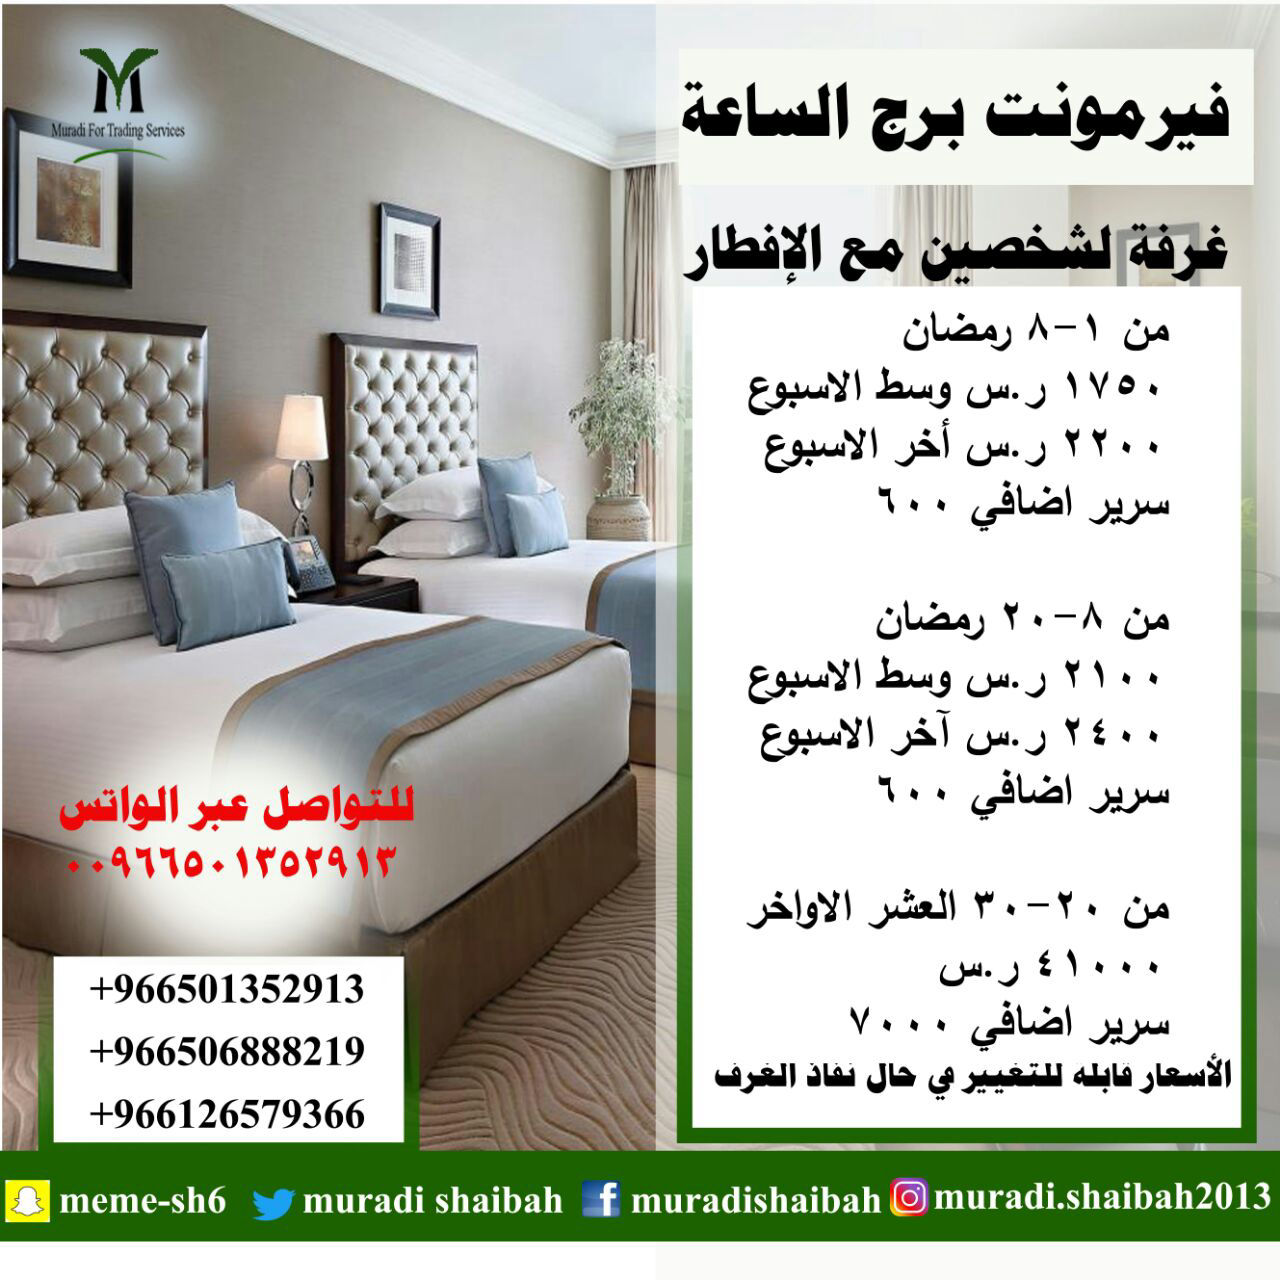 Muradi For Trading Services
فيرمونت برج الساعة
غرفة لشخصين مع الإفطار
من ١-٨ رمضان
١٧٥٠ ر.س وسط الاسبوع
٢٢٠٠ ر.س أخر الاسبوع
سرير اضافي ٦٠٠
من ٨-٢٠ رمضان
٢١٠٠ ر.س وسط الاسبوع
٢٤٠٠ ر.س آخر الاسبوع
سرير اضافي ٦٠٠
من ٢٠-٣٠ العشر الاواخر
٤١٠٠٠ ر.س
سرير اضافي ٧٠٠٠
الأسعار قابله للتغيير في حال نفاذ الغرف
للتواصل عبر الواتس
٠٠٩٦٦٥٠١٣٥٢٩١٣
+966501352913
+966506888219
+966126579366
meme-sh6 muradi shaibah muradishaibah muradi.shaibah2013